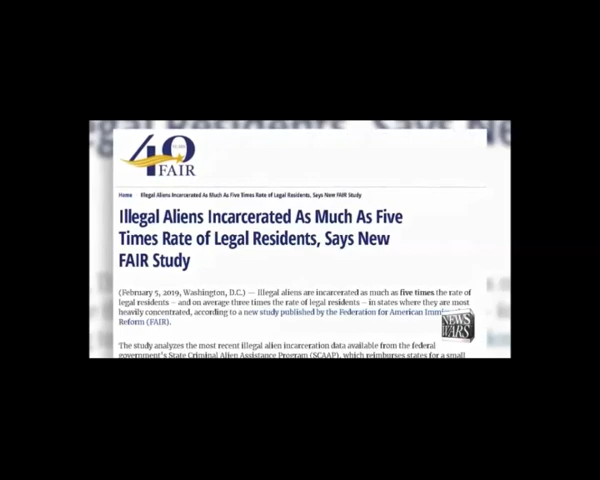 40
FAIR
Home Illegal Aliens Incarcerated As Much As Five Times Rate of Legal Residents, Says New FAIR Study
Illegal Aliens Incarcerated As Much As Five
Times Rate of Legal Residents, Says New
FAIR Study
(February 5, 2019, Washington, D.C.) — Illegal aliens are incarcerated as much as five times the rate of
legal residents – and on average three times the rate of legal residents – in states where they are most
heavily concentrated, according to a new study published by the Federation for American
Reform (FAIR).
NEWS
WARS
The study analyzes the most recent illegal alien incarceration data available from the federal
government's State Criminal Alien Assistance Program (SCAAP), which reimburses states for a small